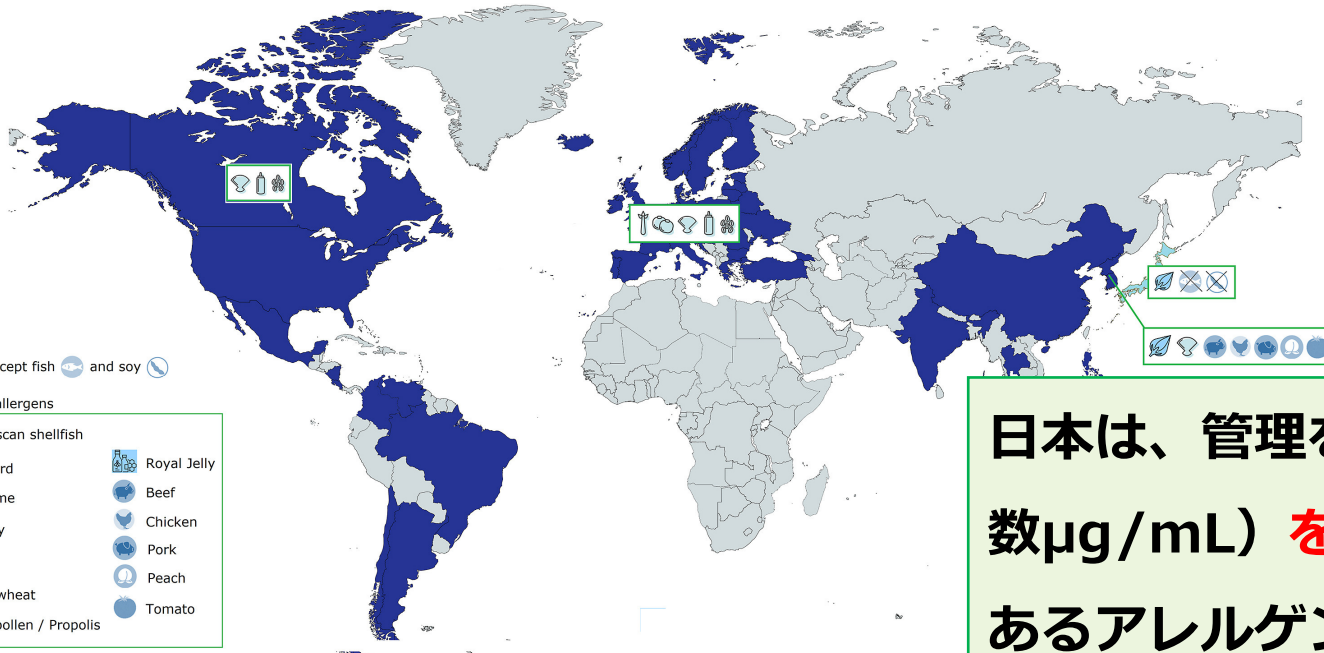 cept fish and soy
allergens
scan shellfish
rd
me
y
wheat
pollen / Propolis
Royal Jelly
Beef
Chicken
Pork
Peach
Tomato
日本は、管理を
数μg/mL）を
あるアレルゲン